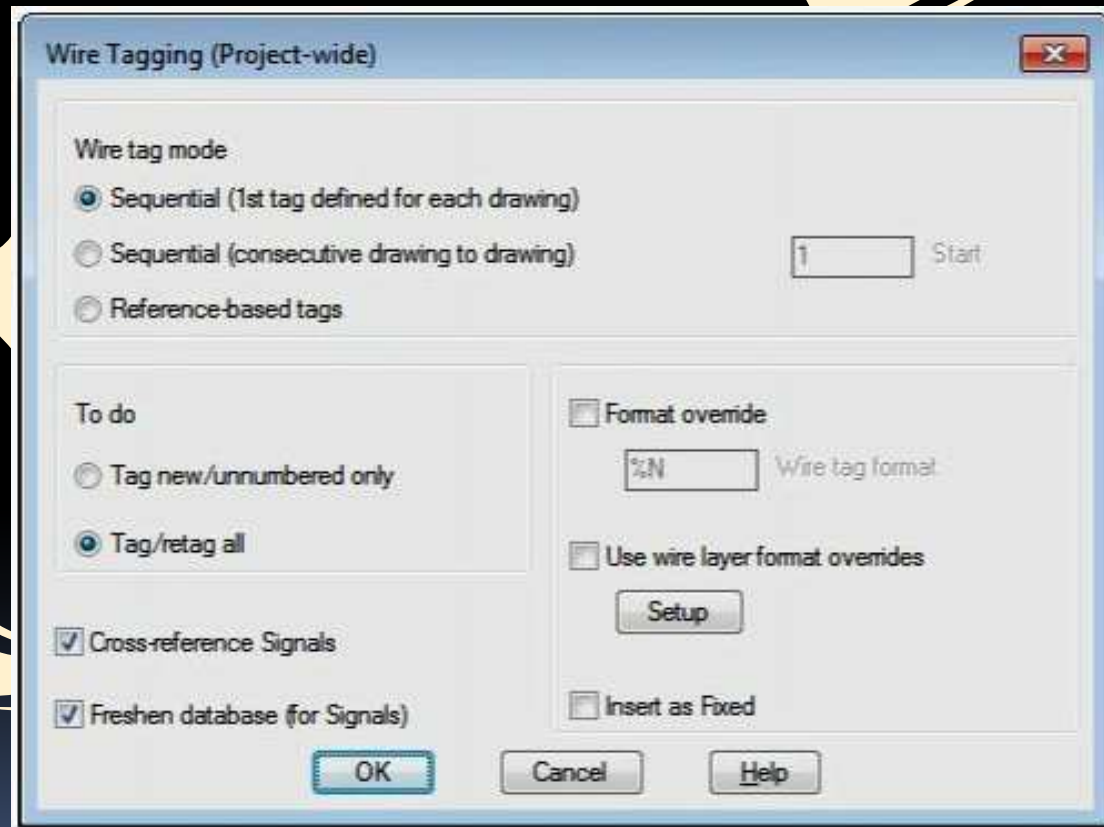 Wire Tagging (Project-wide)
Wire tag mode
Sequential (1st tag defined for each drawing)
Sequential (consecutive drawing to drawing)
1 Start
Reference-based tags
To do
Tag new/unnumbered only
Tag/retag all
Cross-reference Signals
Freshen database (for Signals)
Format override
%N Wire tag format
Use wire layer format overrides
Setup
Insert as Fixed
OK Cancel Help